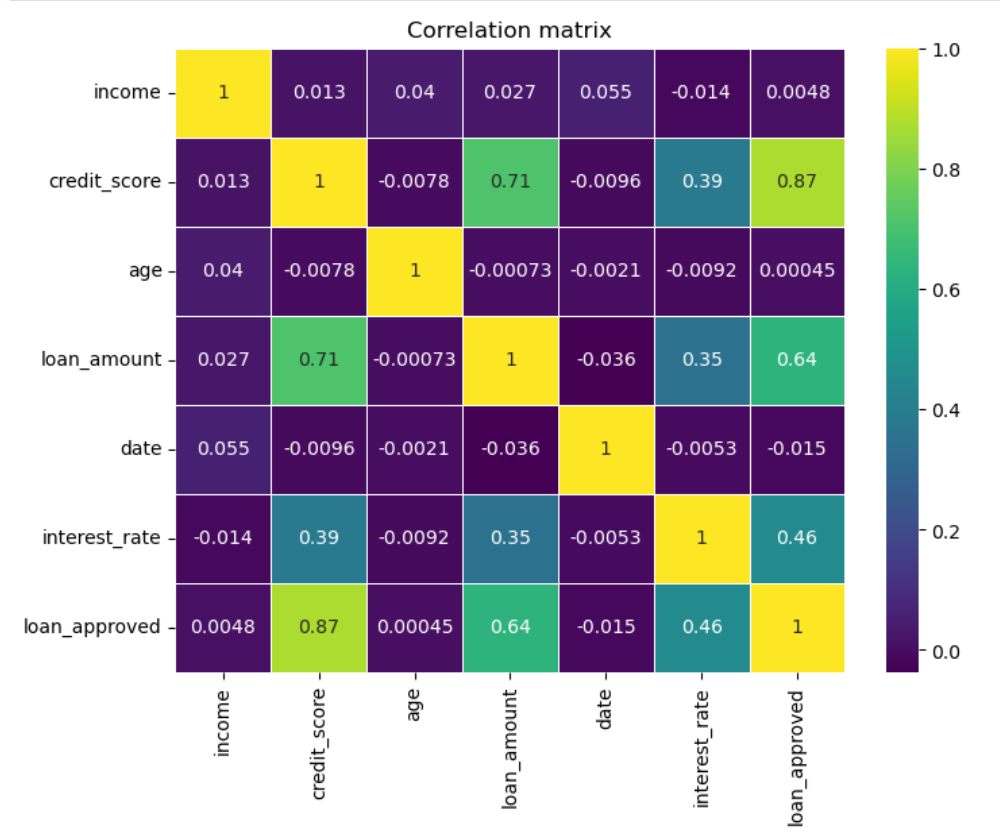 Correlation matrix
income 1 0.013 0.04 0.027 0.055 -0.014 0.0048
credit_score 0.013 1 -0.0078 0.71 -0.0096 0.39 0.87
age 0.04 -0.0078 1 -0.00073 -0.0021 -0.0092 0.00045
loan_amount 0.027 0.71 -0.00073 1 -0.036 0.35 0.64
date 0.055 -0.0096 -0.0021 -0.036 1 -0.0053 -0.015
interest_rate -0.014 0.39 -0.0092 0.35 -0.0053 1 0.46
loan_approved 0.0048 0.87 0.00045 0.64 -0.015 0.46 1
income credit_score age loan_amount date interest_rate loan_approved
1.0
0.8
0.6
0.4
0.2
0.0